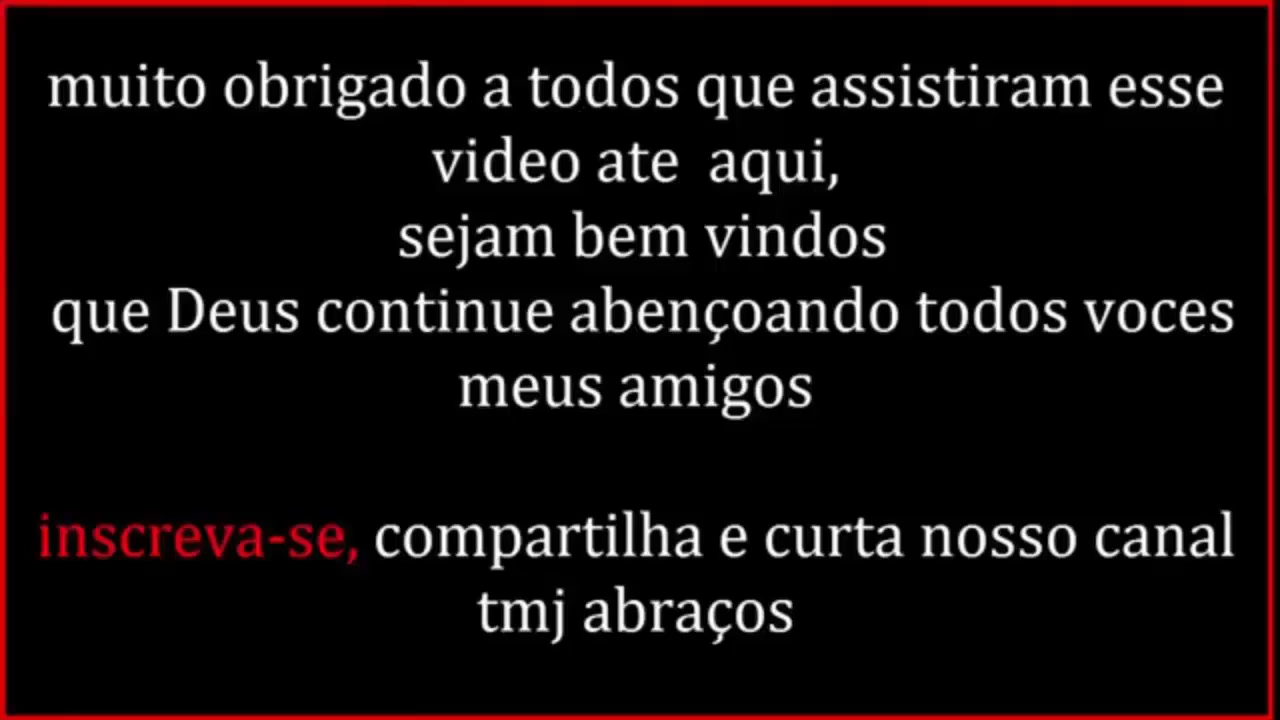 muito obrigado a todos que assistiram esse
video ate  aqui,
sejam bem vindos
que Deus continue abençoando todos voces
meus amigos
inscreva-se, compartilha e curta nosso canal
tmj abraços